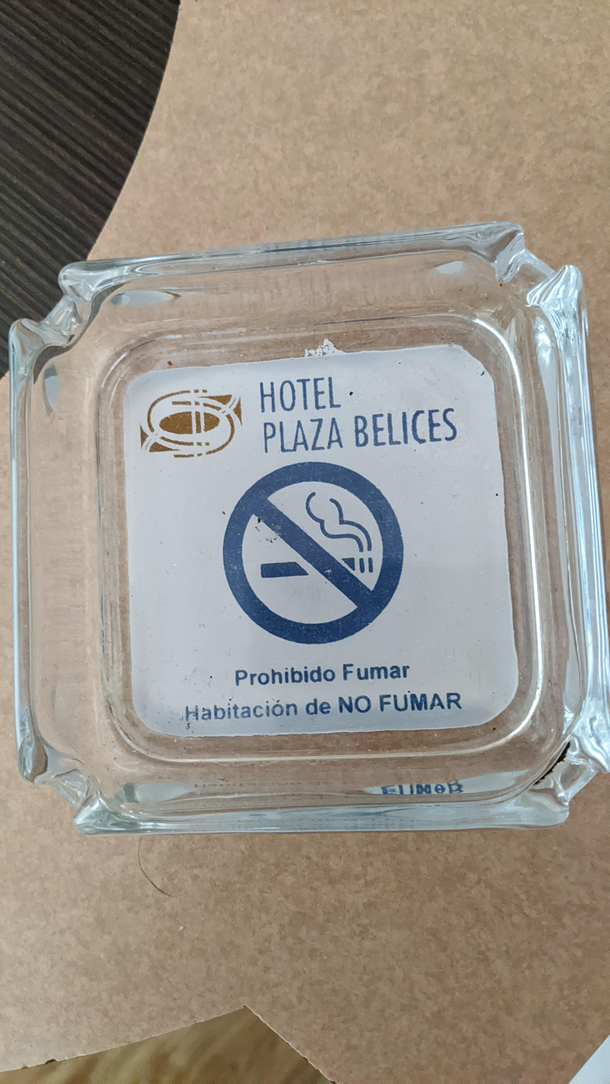 HOTEL
PLAZA BELICES
Prohibido Fumar
Habitación de NO FUMAR